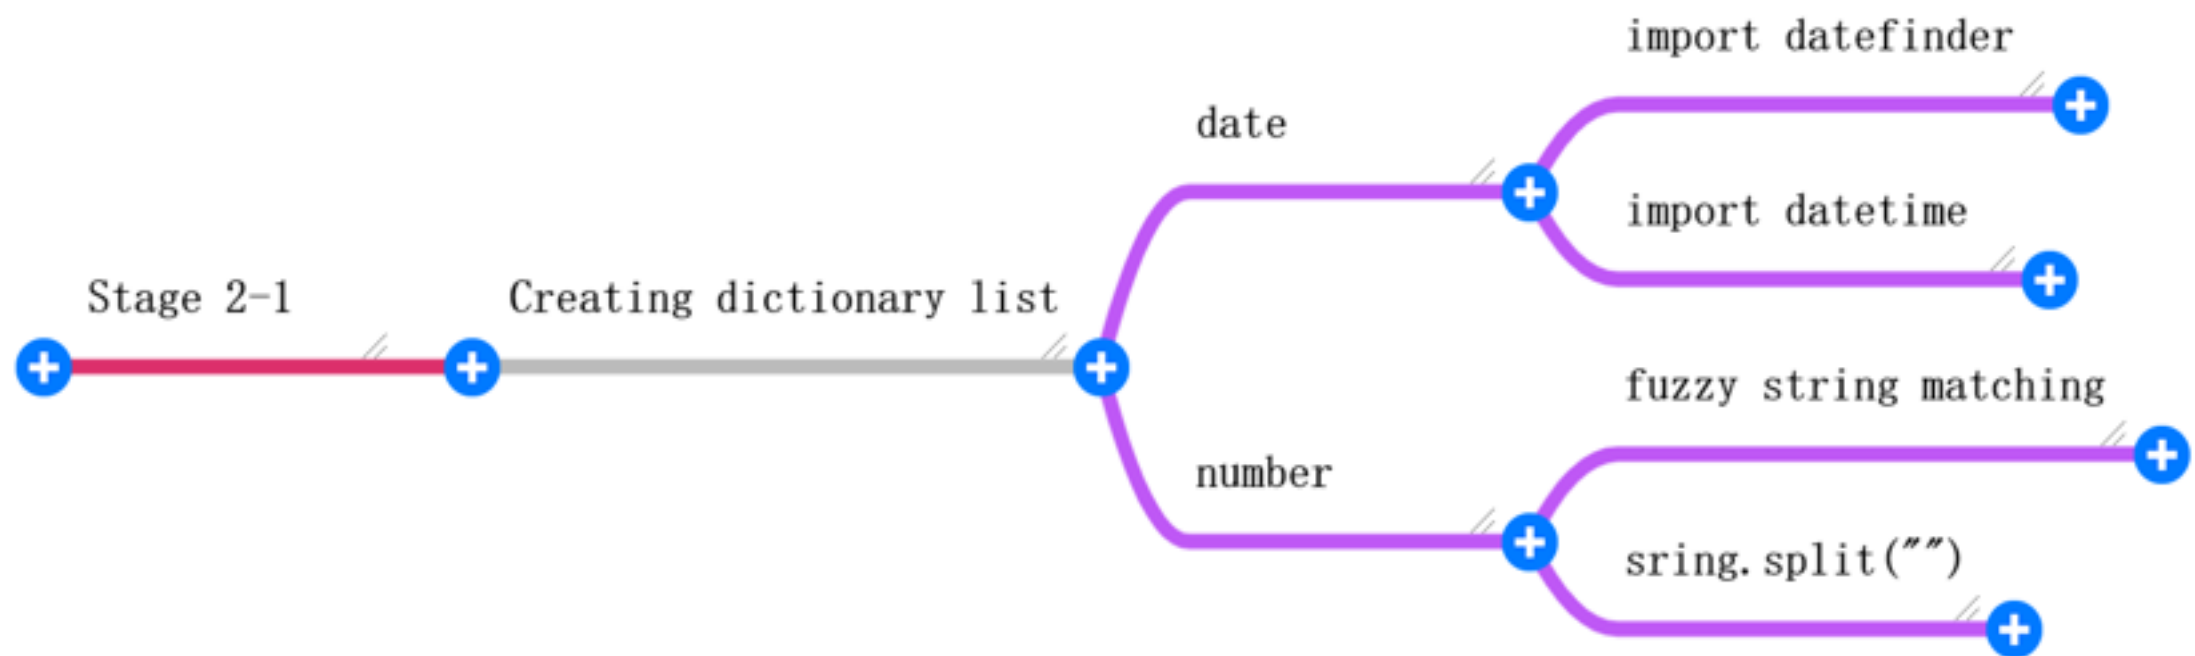 Stage 2-1
Creating dictionary list
date
import datefinder
import datetime
number
fuzzy string matching
sring.split("")